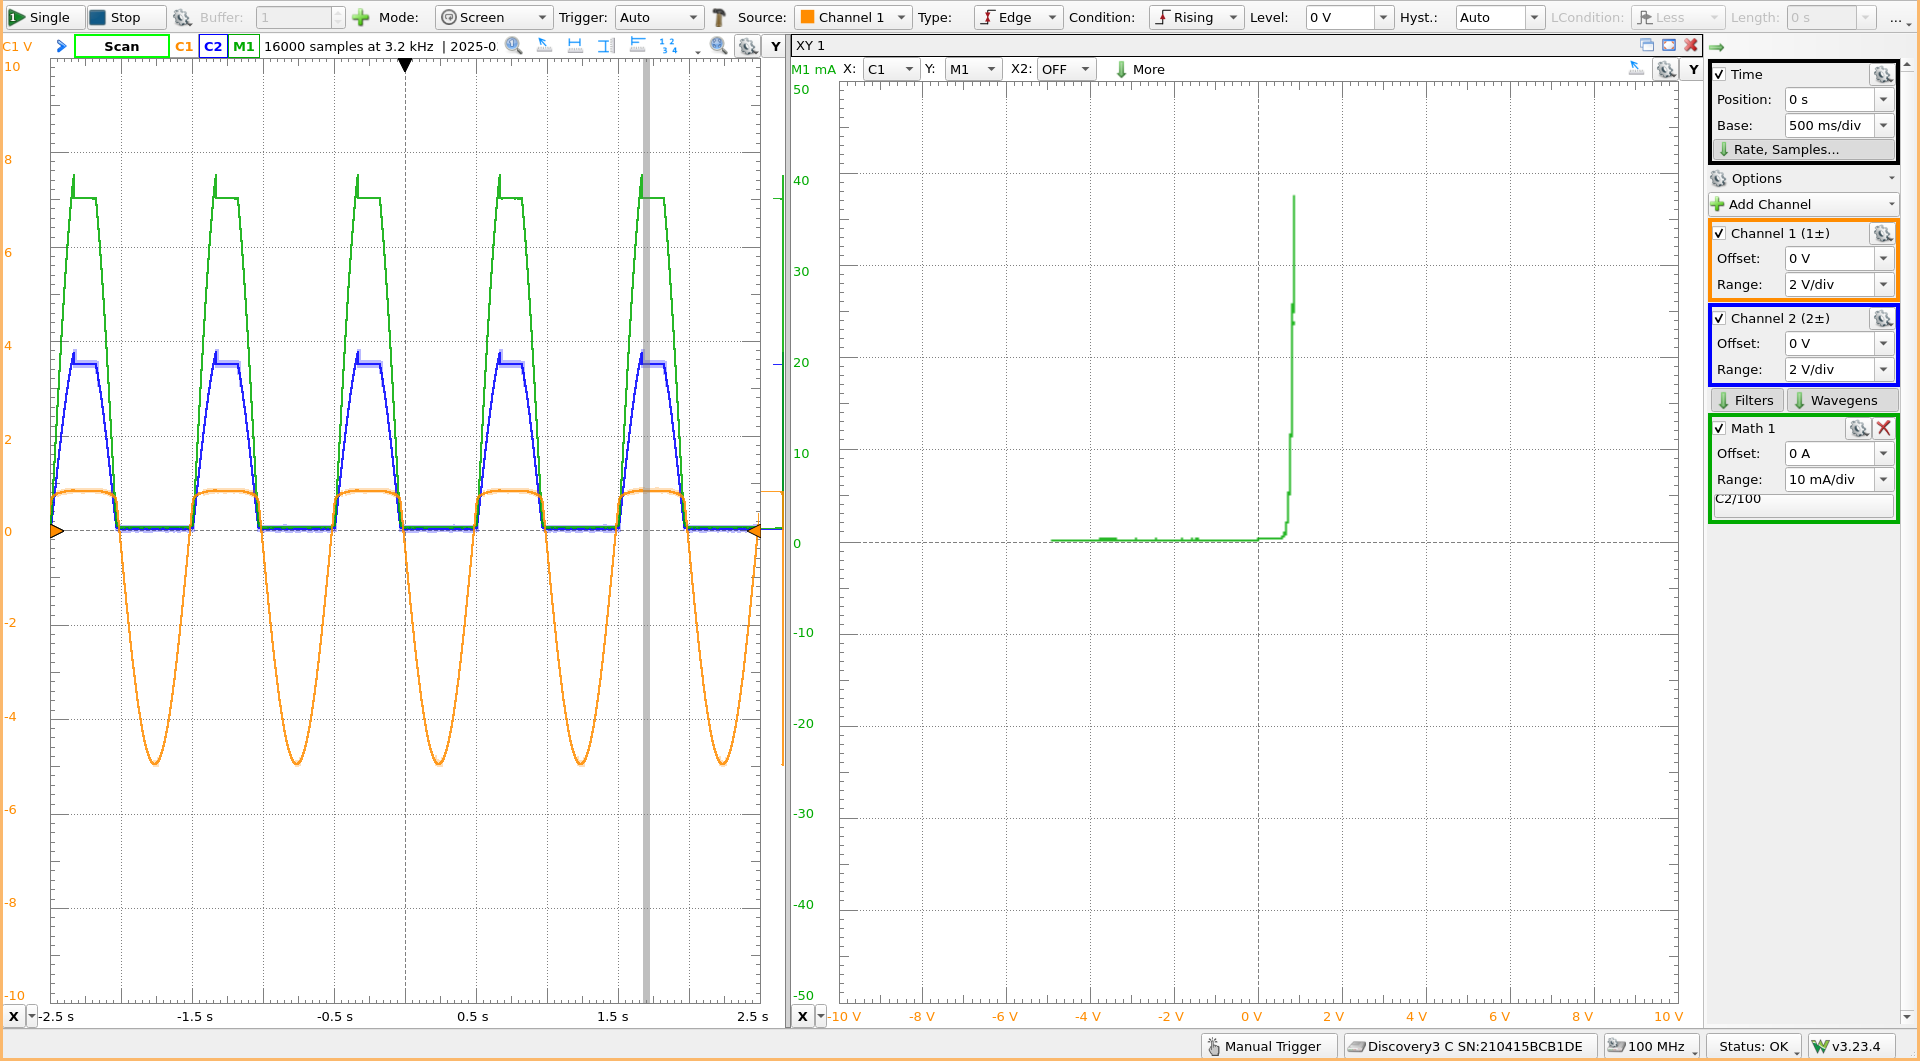 Single Stop Buffer: 1 Mode: Screen Trigger: Auto Source: Channel 1 Type: Edge Condition: Rising Level: 0 V Hyst.: Auto LCondition: Less Length: 0 s ...
C1 V Scan C1 C2 M1 16000 samples at 3.2 kHz | 2025-0. Y
XY 1
M1 mA X: C1 Y: M1 X2: OFF More Y
10
8
6
4
2
0
-2
-4
-6
-8
-10
X -2.5 s -1.5 s -0.5 s 0.5 s 1.5 s 2.5 s
50
40
30
20
10
0
-10
-20
-30
-40
-50
X -10 V -8 V -6 V -4 V -2 V 0 V 2 V 4 V 6 V 8 V 10 V
Time
Position: 0 s
Base: 500 ms/div
Rate, Samples...
Options
Add Channel
Channel 1 (1±)
Offset: 0 V
Range: 2 V/div
Channel 2 (2±)
Offset: 0 V
Range: 2 V/div
Filters Wavegens
Math 1
Offset: 0 A
Range: 10 mA/div
C2/100
Manual Trigger Discovery3 C SN:210415BCB1DE 100 MHz Status: OK v3.23.4